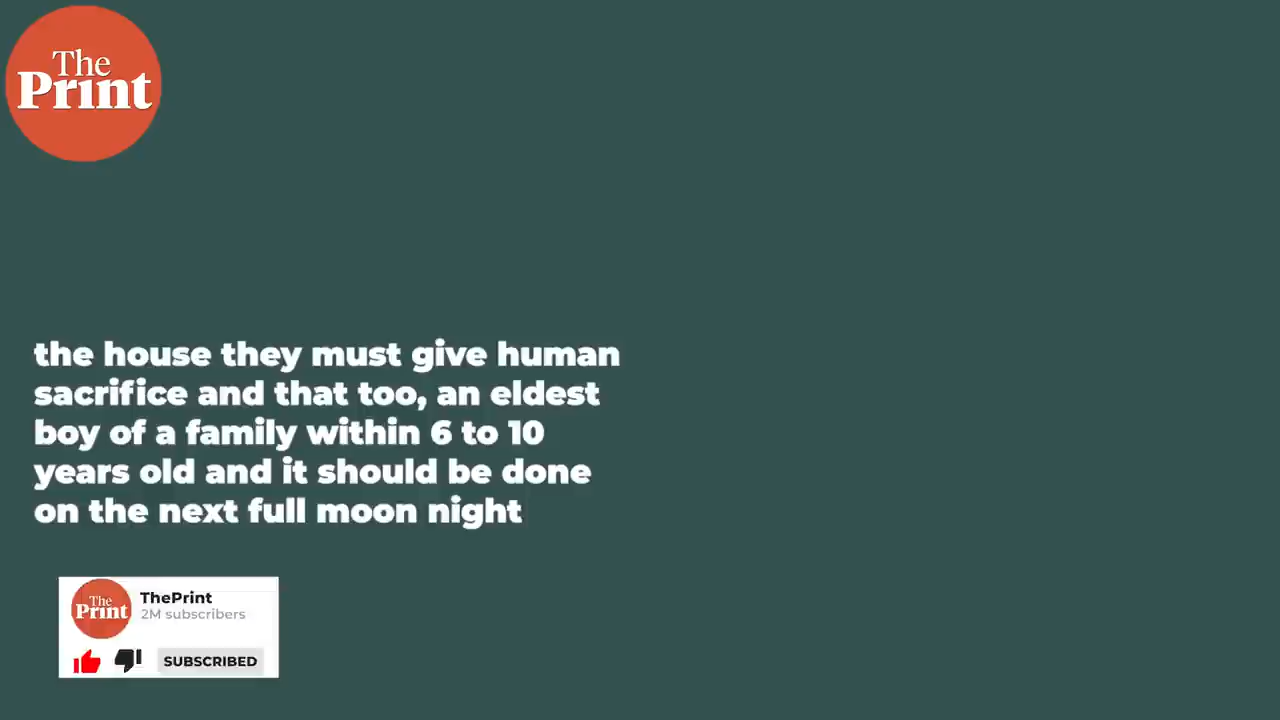 The
Print
the house they must give human
sacrifice and that too, an eldest
boy of a family within 6 to 10
years old and it should be done
on the next full moon night
The
Print
ThePrint
2M subscribers
SUBSCRIBED